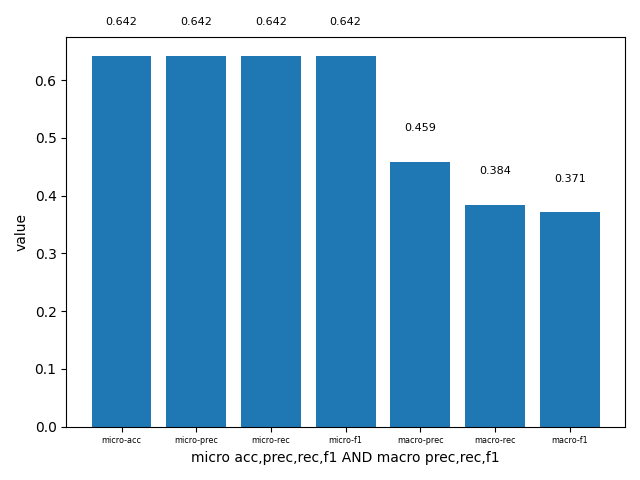 0.642 0.642 0.642 0.642
0.459
0.384
0.371
0.6
0.5
0.4
0.3
0.2
0.1
0.0
value
micro-acc micro-prec micro-rec micro-f1 macro-prec macro-rec macro-f1
micro acc,prec,rec,f1 AND macro prec,rec,f1